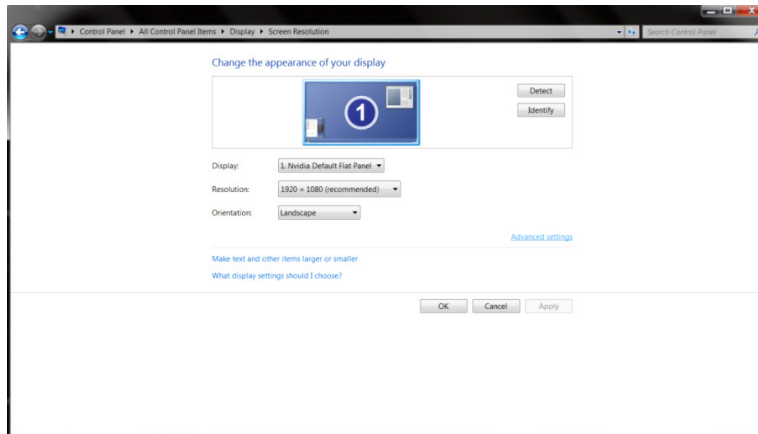 Control Panel ▸ All Control Panel Items ▸ Display ▸ Screen Resolution
Search Control Panel
Change the appearance of your display
1
Detect
Identify
Display: 1. Nvidia Default Flat Panel
Resolution: 1920 × 1080 (recommended)
Orientation: Landscape
Advanced settings
Make text and other items larger or smaller
What display settings should I choose?
OK Cancel Apply